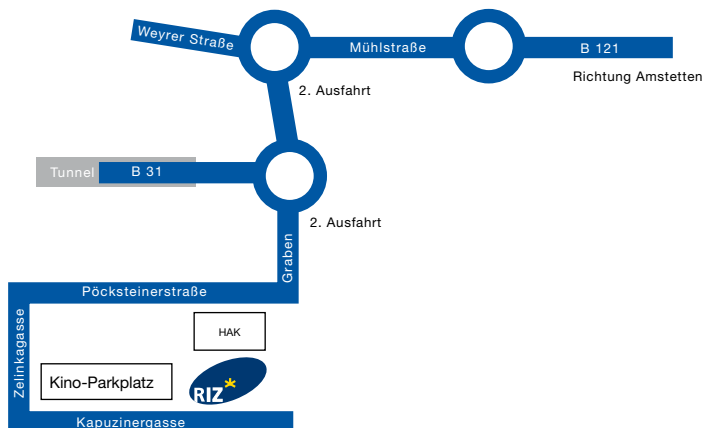 Weyrer Straße
Mühlstraße
B 121
Richtung Amstetten
2. Ausfahrt
Tunnel
B 31
2. Ausfahrt
Graben
Pöcksteinerstraße
Zelinkagasse
HAK
Kino-Parkplatz
RIZ*
Kapuzinergasse